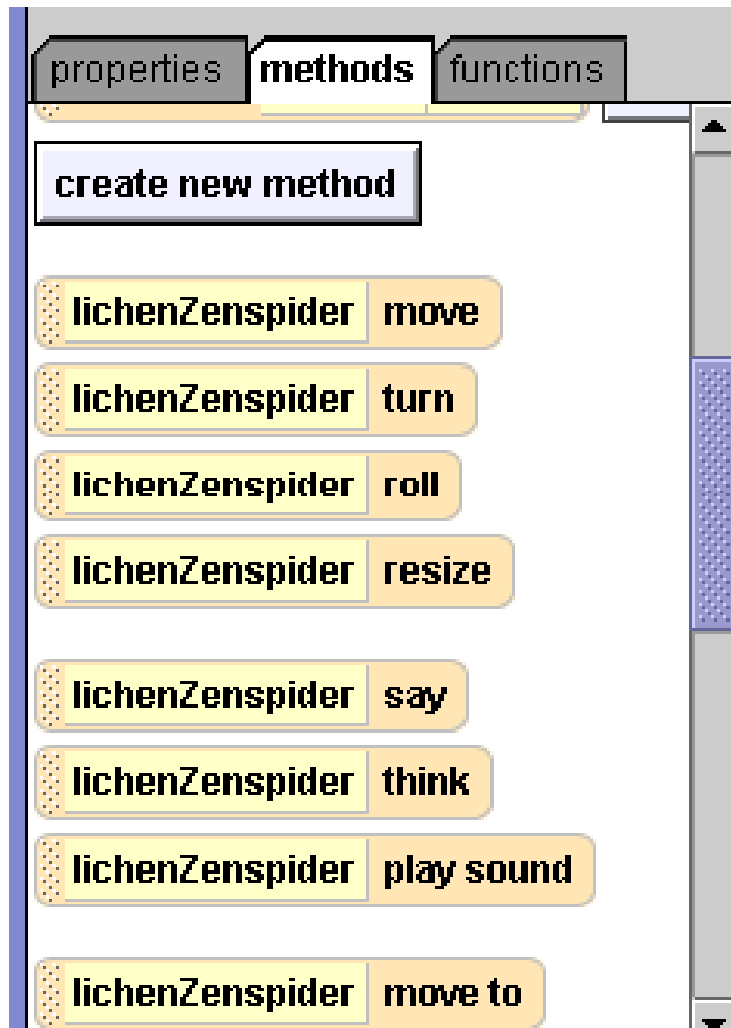 properties methods functions
create new method
lichenZenspider move
lichenZenspider turn
lichenZenspider roll
lichenZenspider resize
lichenZenspider say
lichenZenspider think
lichenZenspider play sound
lichenZenspider move to